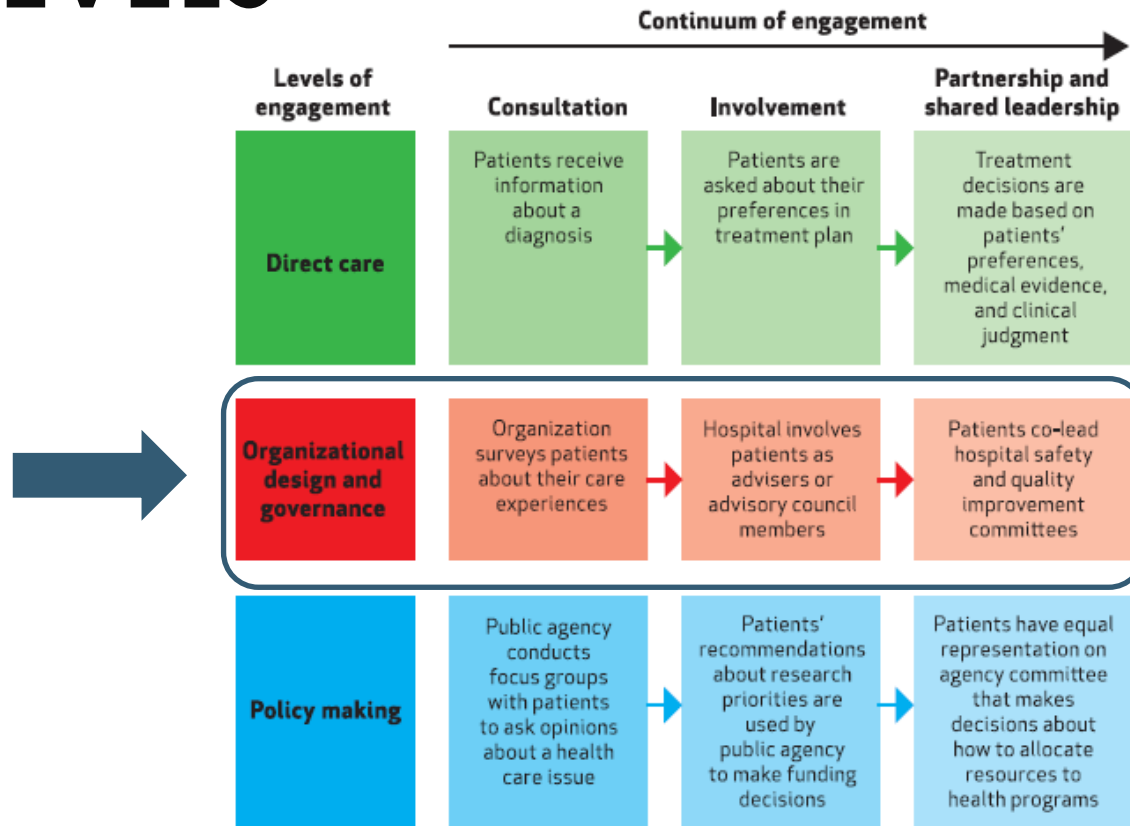 Continuum of engagement
Levels of
engagement
Consultation
Involvement
Partnership and
shared leadership
Direct care
Patients receive
information
about a
diagnosis
Patients are
asked about their
preferences in
treatment plan
Treatment
decisions are
made based on
patients'
preferences,
medical evidence,
and clinical
judgment
Organizational
design and
governance
Organization
surveys patients
about their care
experiences
Hospital involves
patients as
advisers or
advisory council
members
Patients co-lead
hospital safety
and quality
improvement
committees
Policy making
Public agency
conducts
focus groups
with patients
to ask opinions
about a health
care issue
Patients'
recommendations
about research
priorities are
used by
public agency
to make funding
decisions
Patients have equal
representation on
agency committee
that makes
decisions about
how to allocate
resources to
health programs